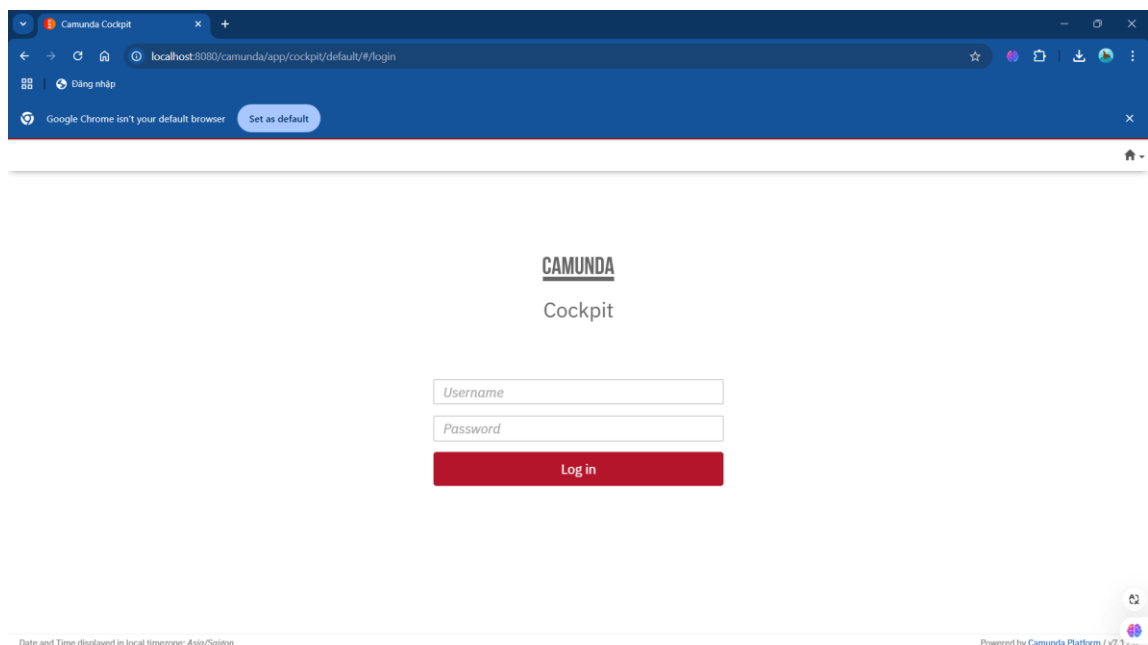 Camunda Cockpit
localhost:8080/camunda/app/cockpit/default/#/login
Đăng nhập
Google Chrome isn't your default browser Set as default
CAMUNDA
Cockpit
Username
Password
Log in
Date and Time displayed in local timezone: Asia/Saigon
Powered by Camunda Platform /